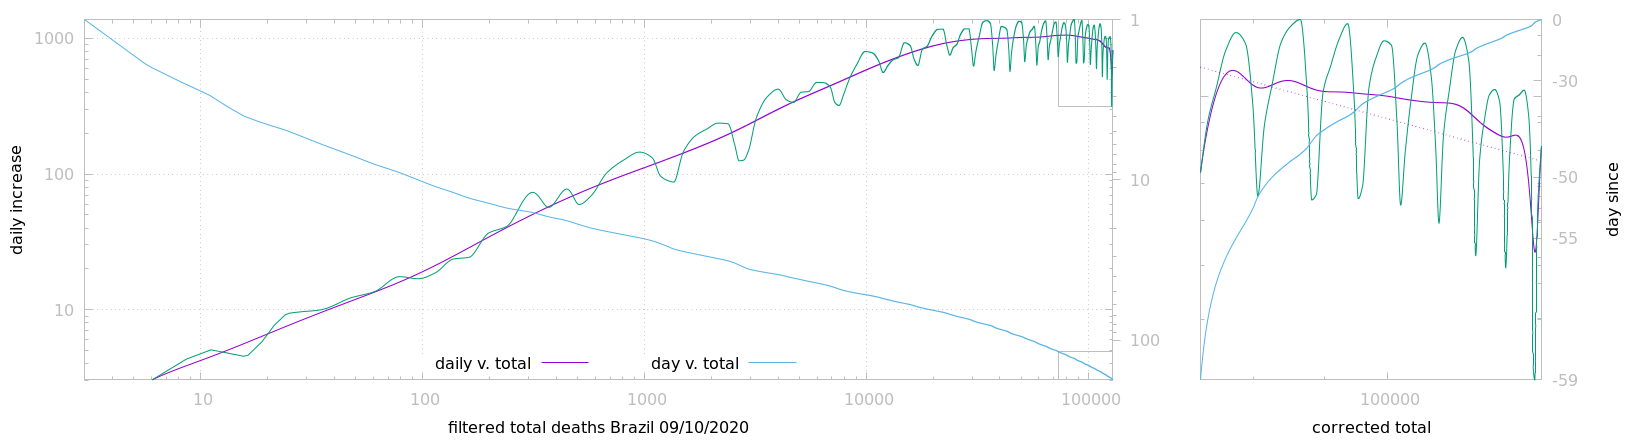 daily increase
1000
100
10
10
100
1000
10000
100000
1
10
100
daily v. total
day v. total
filtered total deaths Brazil 09/10/2020
0
-30
-50
-55
-59
day since
100000
corrected total